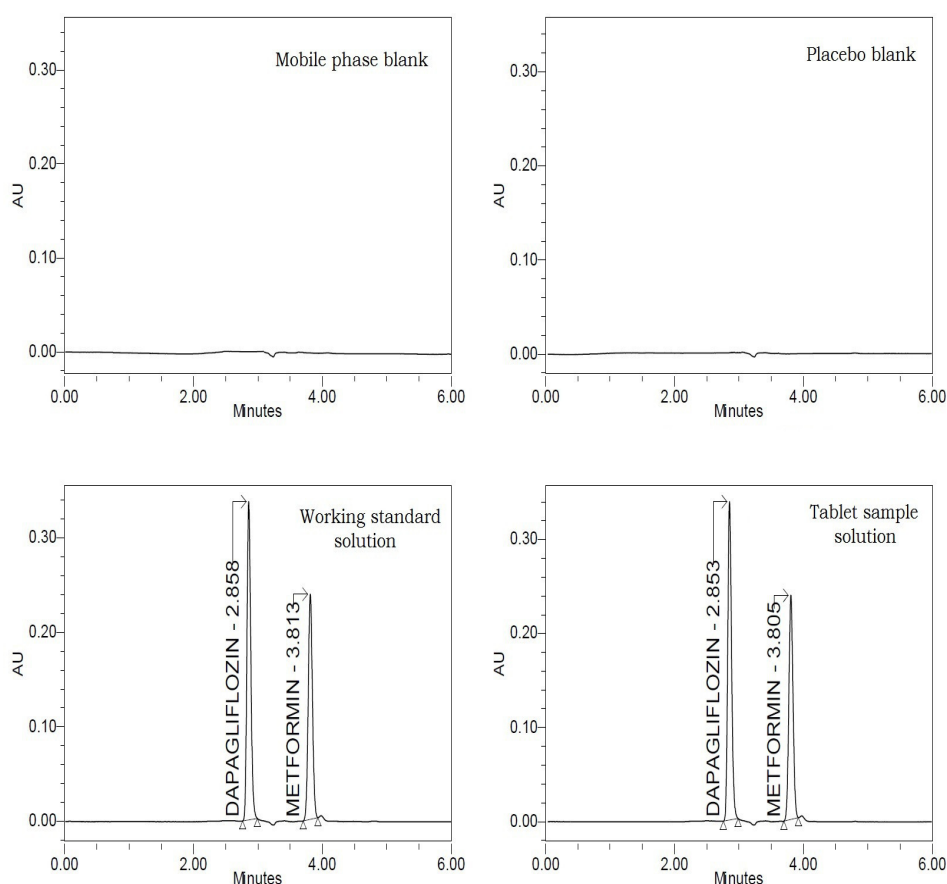 Mobile phase blank
AU
0.30
0.20
0.10
0.00
0.00 2.00 4.00 6.00
Minutes
Placebo blank
AU
0.30
0.20
0.10
0.00
0.00 2.00 4.00 6.00
Minutes
Working standard
solution
AU
0.30
0.20
0.10
0.00
DAPAGLIFLOZIN - 2.858
METFORMIN - 3.813
0.00 2.00 4.00 6.00
Minutes
Tablet sample
solution
AU
0.30
0.20
0.10
0.00
DAPAGLIFLOZIN - 2.853
METFORMIN - 3.805
0.00 2.00 4.00 6.00
Minutes